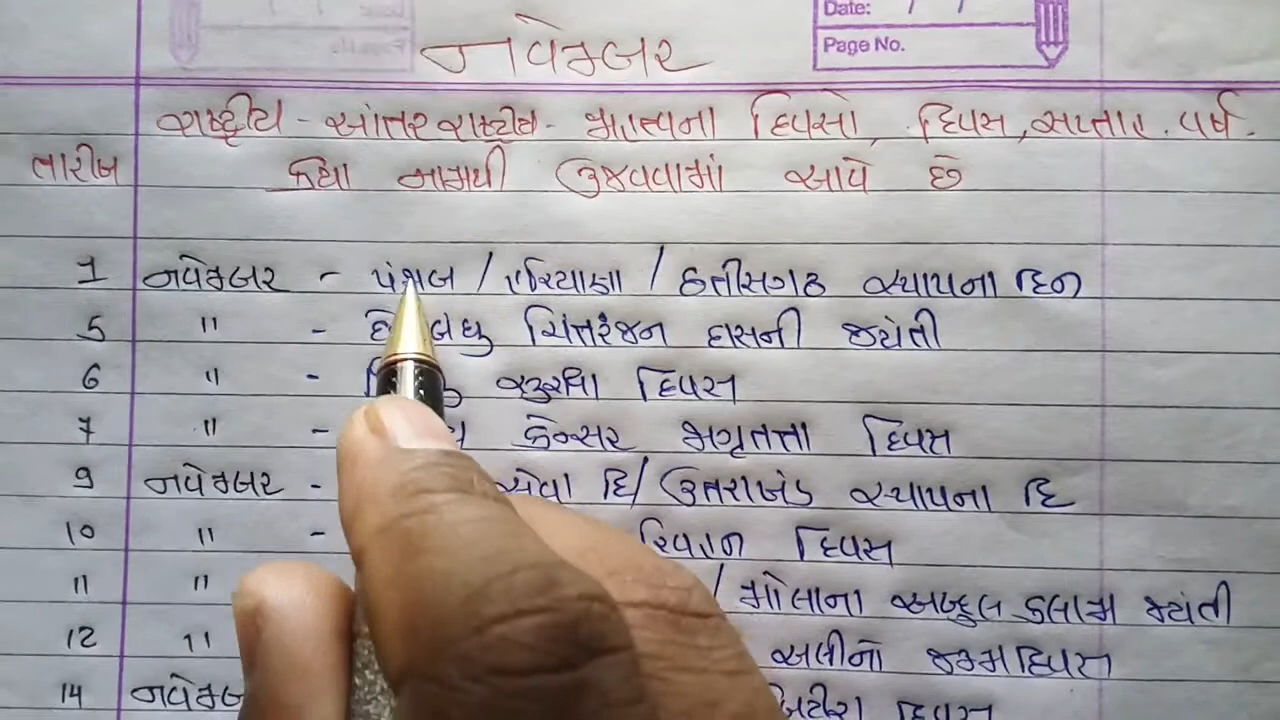 Date:
Page No.
નવેમ્બર
રાષ્ટ્રીય - આંતરરાષ્ટ્રીય - મહત્વના દિવસો, દિવસ, સપ્તાહ. વર્ષ.
તારીખ કયા નામથી ઉજવવામાં આવે છે
1 નવેમ્બર - પંજાબ / હરિયાણા / છત્તીસગઢ સ્થાપના દિન
5 " - બંધુ ચિત્તરંજન દાસની જયંતી
6 " - સુરક્ષા દિવસ
7 " - કેન્સર જાગૃતતા દિવસ
9 નવેમ્બર - સેવા દિ/ ઉત્તરાખંડ સ્થાપના દિ
10 " - દિવસ
11 " / મૌલાના અબ્દુલ કલામ જયંતી
12 " અલીનો જન્મદિવસ
14 દિવસ